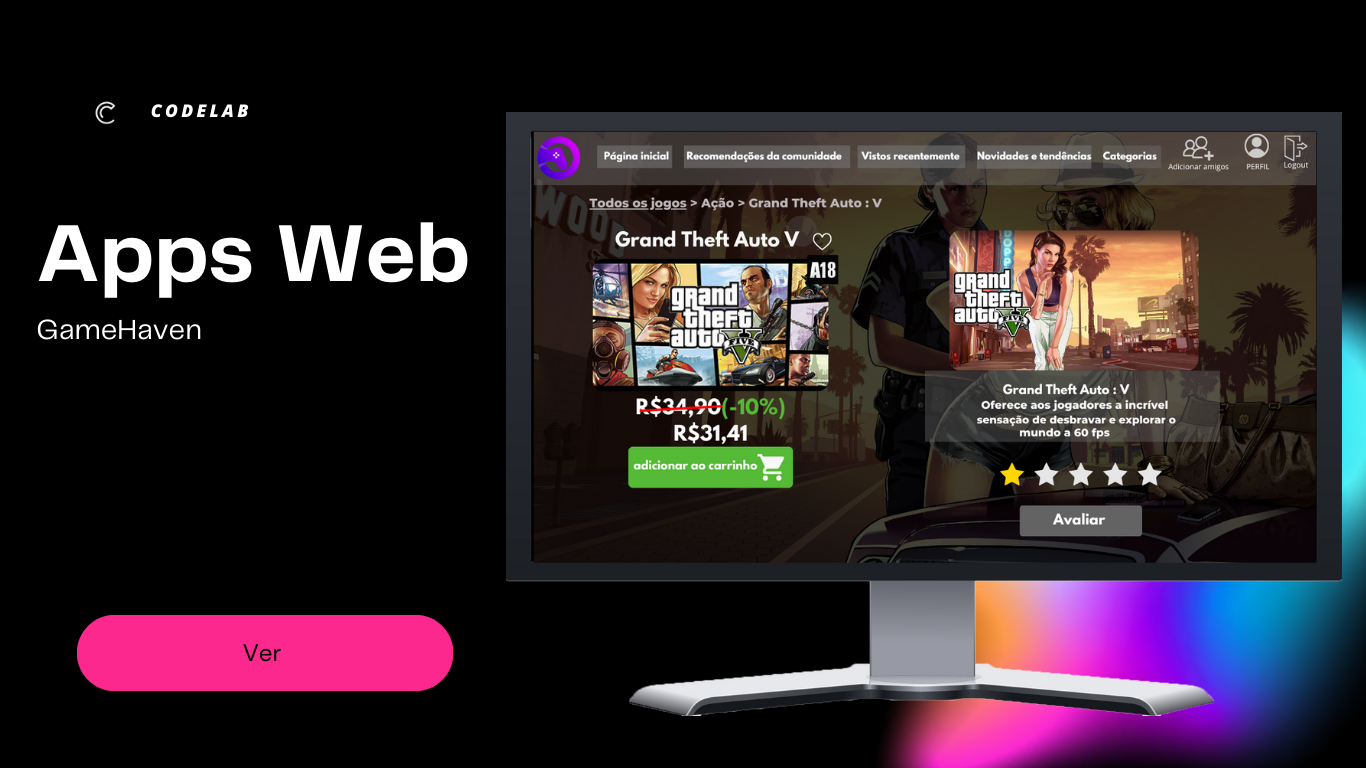 CODELAB
Apps Web
GameHaven
Ver
Página inicial
Recomendações da comunidade
Vistos recentemente
Novidades e tendências
Categorias
Adicionar amigos
PERFIL
Logout
Todos os jogos > Ação > Grand Theft Auto : V
Grand Theft Auto V
A18
grand
theft
auto
V
FIVE
R$34,90(-10%)
R$31,41
adicionar ao carrinho
grand
theft
auto
V
FIVE
Grand Theft Auto : V
Oferece aos jogadores a incrível
sensação de desbravar e explorar o
mundo a 60 fps
Avaliar